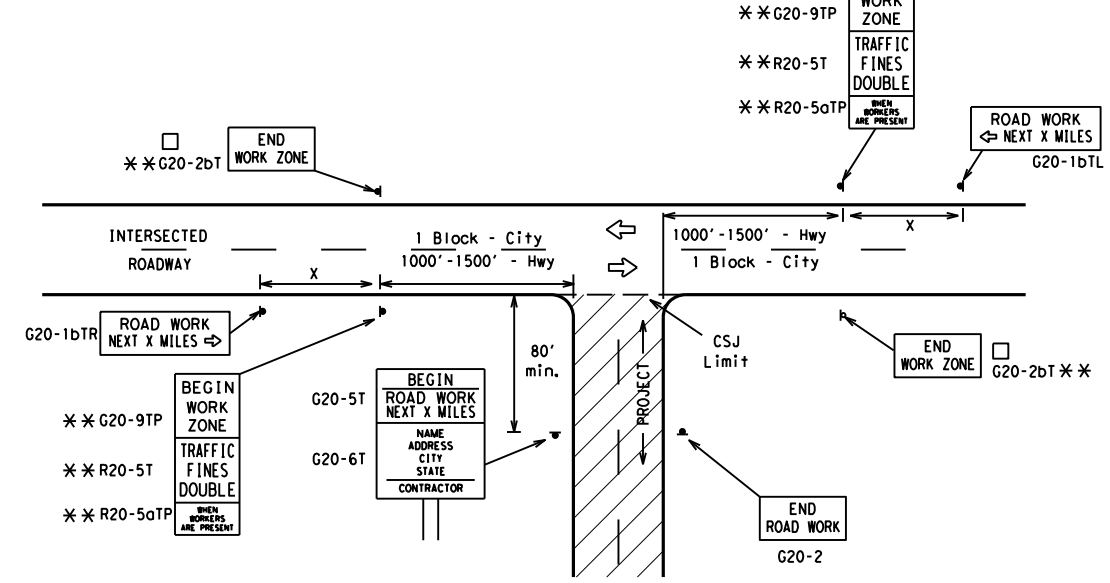 WORK
ZONE
**G20-9TP
TRAFFIC
FINES
DOUBLE
**R20-5T
WHEN
WORKERS
ARE PRESENT
**R20-5aTP
ROAD WORK
⇦ NEXT X MILES
G20-1bTL
□
**G20-2bT
END
WORK ZONE
INTERSECTED
ROADWAY
1 Block - City
1000'-1500' - Hwy
X
1000'-1500' - Hwy
1 Block - City
X
G20-1bTR
ROAD WORK
NEXT X MILES ⇨
80'
min.
CSJ
Limit
PROJECT
END
WORK ZONE
□
G20-2bT **
BEGIN
WORK
ZONE
**G20-9TP
TRAFFIC
FINES
DOUBLE
**R20-5T
WHEN
WORKERS
ARE PRESENT
**R20-5aTP
G20-5T
BEGIN
ROAD WORK
NEXT X MILES
G20-6T
NAME
ADDRESS
CITY
STATE
CONTRACTOR
END
ROAD WORK
G20-2